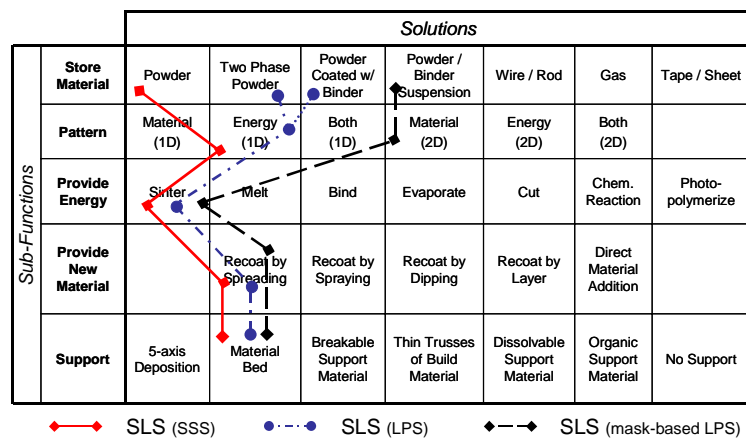 Solutions
Sub-Functions
Store
Material
Powder
Two Phase
Powder
Powder
Coated w/
Binder
Powder /
Binder
Suspension
Wire / Rod
Gas
Tape / Sheet
Pattern
Material
(1D)
Energy
(1D)
Both
(1D)
Material
(2D)
Energy
(2D)
Both
(2D)
Provide
Energy
Sinter
Melt
Bind
Evaporate
Cut
Chem.
Reaction
Photo-
polymerize
Provide
New
Material
Recoat by
Spreading
Recoat by
Spraying
Recoat by
Dipping
Recoat by
Layer
Direct
Material
Addition
Support
5-axis
Deposition
Material
Bed
Breakable
Support
Material
Thin Trusses
of Build
Material
Dissolvable
Support
Material
Organic
Support
Material
No Support
SLS (SSS)
SLS (LPS)
SLS (mask-based LPS)